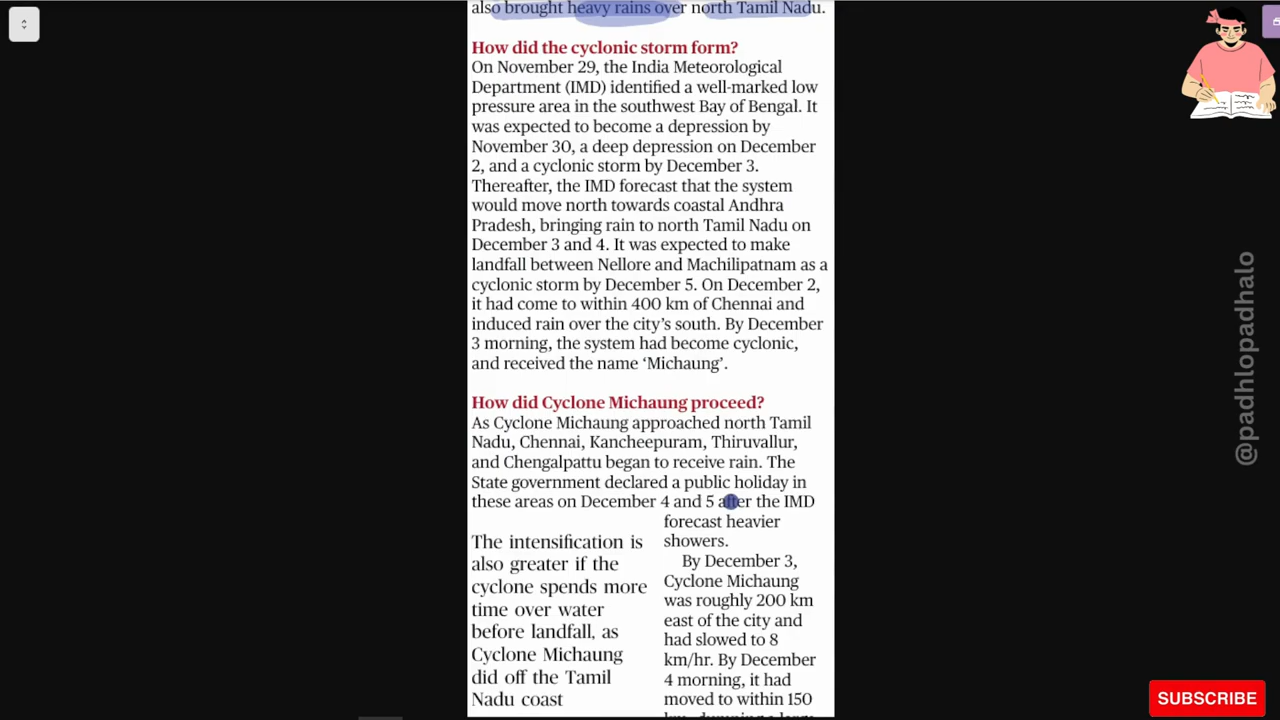 also brought heavy rains over north Tamil Nadu.
How did the cyclonic storm form?
On November 29, the India Meteorological
Department (IMD) identified a well-marked low
pressure area in the southwest Bay of Bengal. It
was expected to become a depression by
November 30, a deep depression on December
2, and a cyclonic storm by December 3.
Thereafter, the IMD forecast that the system
would move north towards coastal Andhra
Pradesh, bringing rain to north Tamil Nadu on
December 3 and 4. It was expected to make
landfall between Nellore and Machilipatnam as a
cyclonic storm by December 5. On December 2,
it had come to within 400 km of Chennai and
induced rain over the city’s south. By December
3 morning, the system had become cyclonic,
and received the name ‘Michaung’.
How did Cyclone Michaung proceed?
As Cyclone Michaung approached north Tamil
Nadu, Chennai, Kancheepuram, Thiruvallur,
and Chengalpattu began to receive rain. The
State government declared a public holiday in
these areas on December 4 and 5 after the IMD
forecast heavier
showers.
By December 3,
Cyclone Michaung
was roughly 200 km
east of the city and
had slowed to 8
km/hr. By December
4 morning, it had
moved to within 150
The intensification is
also greater if the
cyclone spends more
time over water
before landfall, as
Cyclone Michaung
did off the Tamil
Nadu coast
@padhlopadhalo
SUBSCRIBE